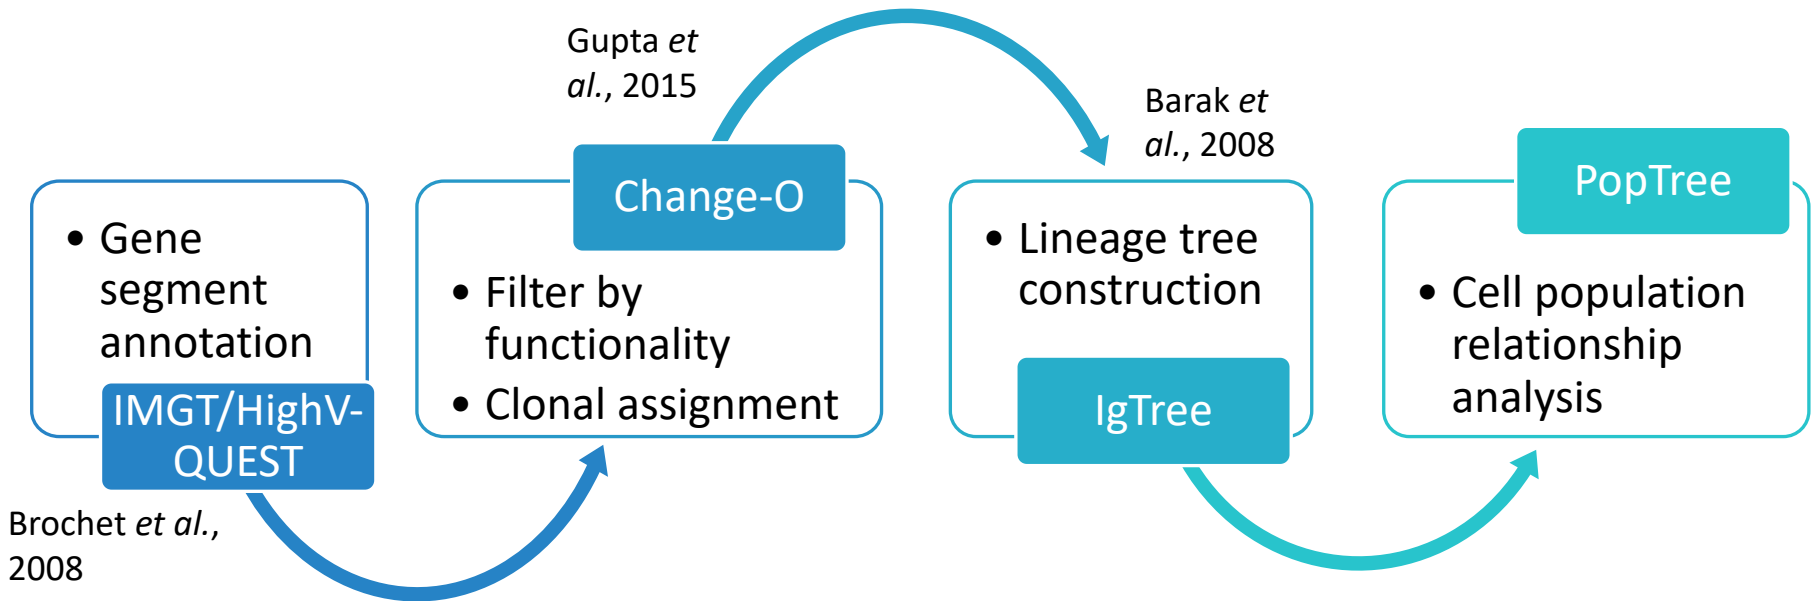 • Gene
segment
annotation
IMGT/HighV-
QUEST
Brochet et al.,
2008
Gupta et
al., 2015
Change-O
• Filter by
functionality
• Clonal assignment
Barak et
al., 2008
• Lineage tree
construction
IgTree
PopTree
• Cell population
relationship
analysis